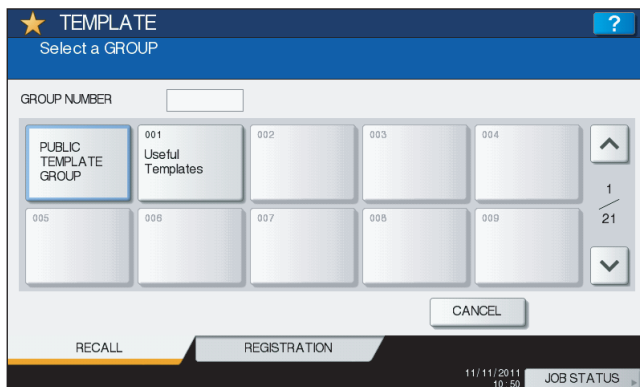 TEMPLATE
?
Select a GROUP
GROUP NUMBER
PUBLIC
TEMPLATE
GROUP
001
Useful
Templates
002
003
004
1
/
21
005
006
007
008
009
CANCEL
RECALL
REGISTRATION
11/11/2011
10:50
JOB STATUS